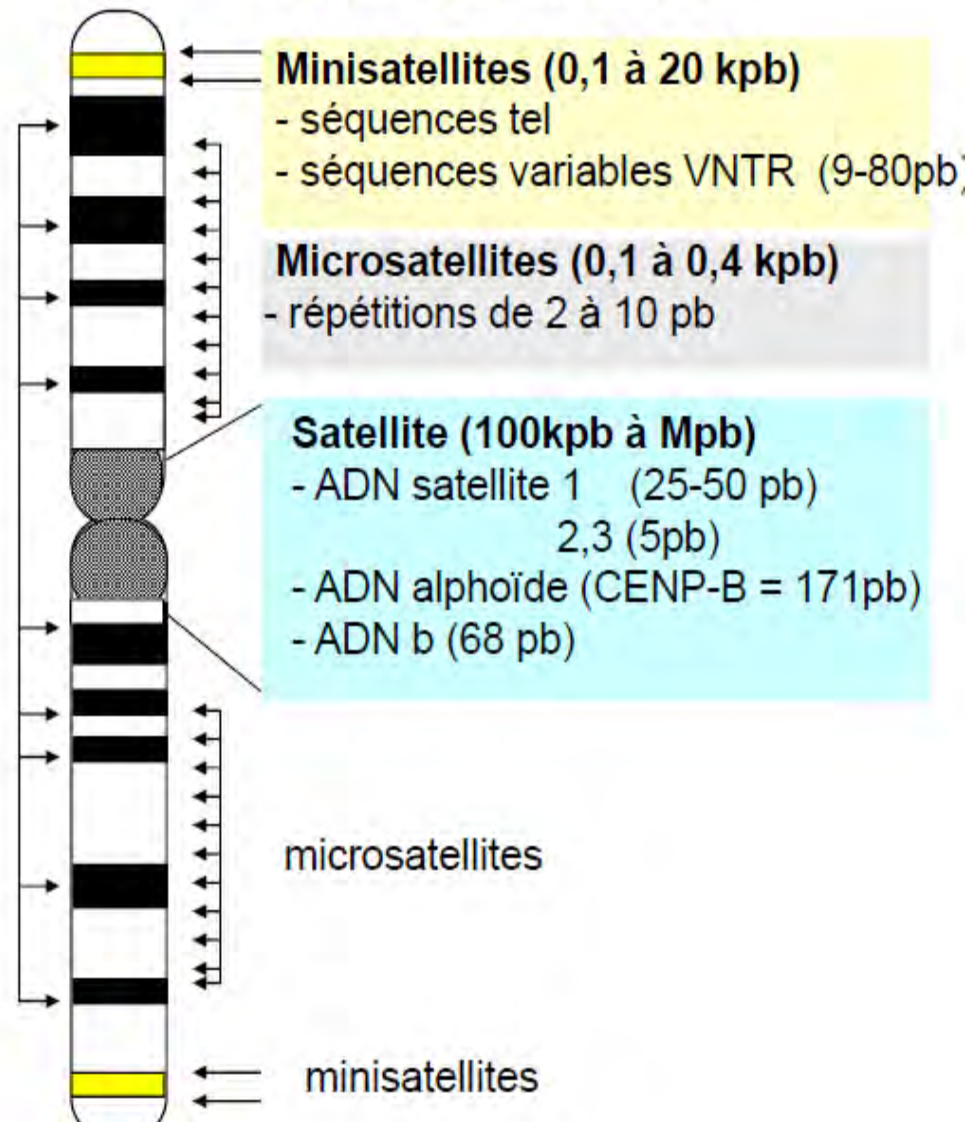 Minisatellites (0,1 à 20 kpb)
- séquences tel
- séquences variables VNTR (9-80pb)
Microsatellites (0,1 à 0,4 kpb)
- répétitions de 2 à 10 pb
Satellite (100kpb à Mpb)
- ADN satellite 1 (25-50 pb)
2,3 (5pb)
- ADN alphoïde (CENP-B = 171pb)
- ADN b (68 pb)
microsatellites
minisatellites